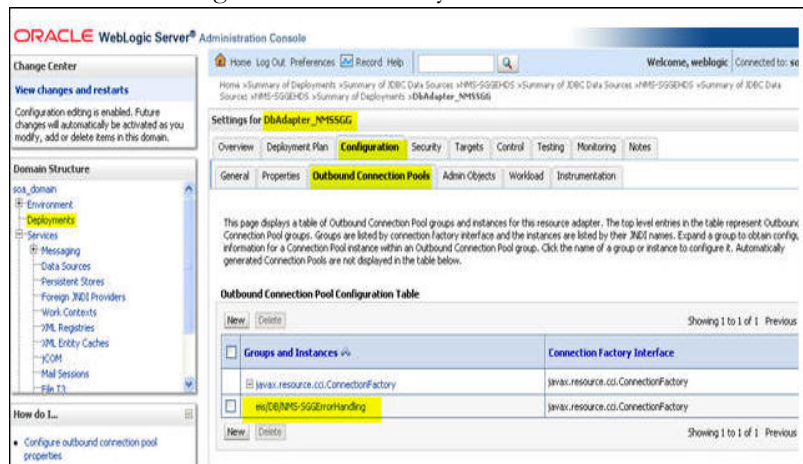 ORACLE WebLogic Server® Administration Console
Change Center
View changes and restarts
Configuration editing is enabled. Future
changes will automatically be activated as you
modify, add or delete items in this domain.
Domain Structure
soa_domain
Environment
Deployments
Services
Messaging
Data Sources
Persistent Stores
Foreign JNDI Providers
Work Contexts
XML Registries
XML Entity Caches
jCOM
Mail Sessions
File T3
How do I...
Configure outbound connection pool
properties
Home Log Out Preferences Record Help
Welcome, weblogic Connected to: so
Home >Summary of Deployments >Summary of JDBC Data Sources >NMS-SGGEHDS >Summary of JDBC Data Sources >NMS-SGGEHDS >Summary of JDBC Data
Sources >NMS-SGGEHDS >Summary of Deployments >DbAdapter_NMSSGG
Settings for DbAdapter_NMSSGG
Overview Deployment Plan Configuration Security Targets Control Testing Monitoring Notes
General Properties Outbound Connection Pools Admin Objects Workload Instrumentation
This page displays a table of Outbound Connection Pool groups and instances for this resource adapter. The top level entries in the table represent Outbound
Connection Pool groups. Groups are listed by connection factory interface and the instances are listed by their JNDI names. Expand a group to obtain configu
information for a Connection Pool instance within an Outbound Connection Pool group. Click the name of a group or instance to configure it. Automatically
generated Connection Pools are not displayed in the table below.
Outbound Connection Pool Configuration Table
New Delete Showing 1 to 1 of 1 Previous
Groups and Instances Connection Factory Interface
javax.resource.cci.ConnectionFactory javax.resource.cci.ConnectionFactory
eis/DB/NMS-SGGErrorHandling javax.resource.cci.ConnectionFactory
New Delete Showing 1 to 1 of 1 Previous